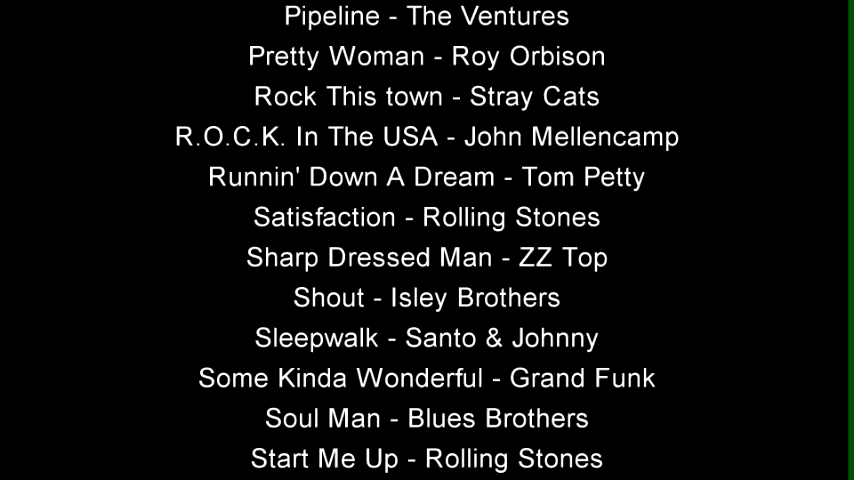 Pipeline - The Ventures
Pretty Woman - Roy Orbison
Rock This town - Stray Cats
R.O.C.K. In The USA - John Mellencamp
Runnin' Down A Dream - Tom Petty
Satisfaction - Rolling Stones
Sharp Dressed Man - ZZ Top
Shout - Isley Brothers
Sleepwalk - Santo & Johnny
Some Kinda Wonderful - Grand Funk
Soul Man - Blues Brothers
Start Me Up - Rolling Stones